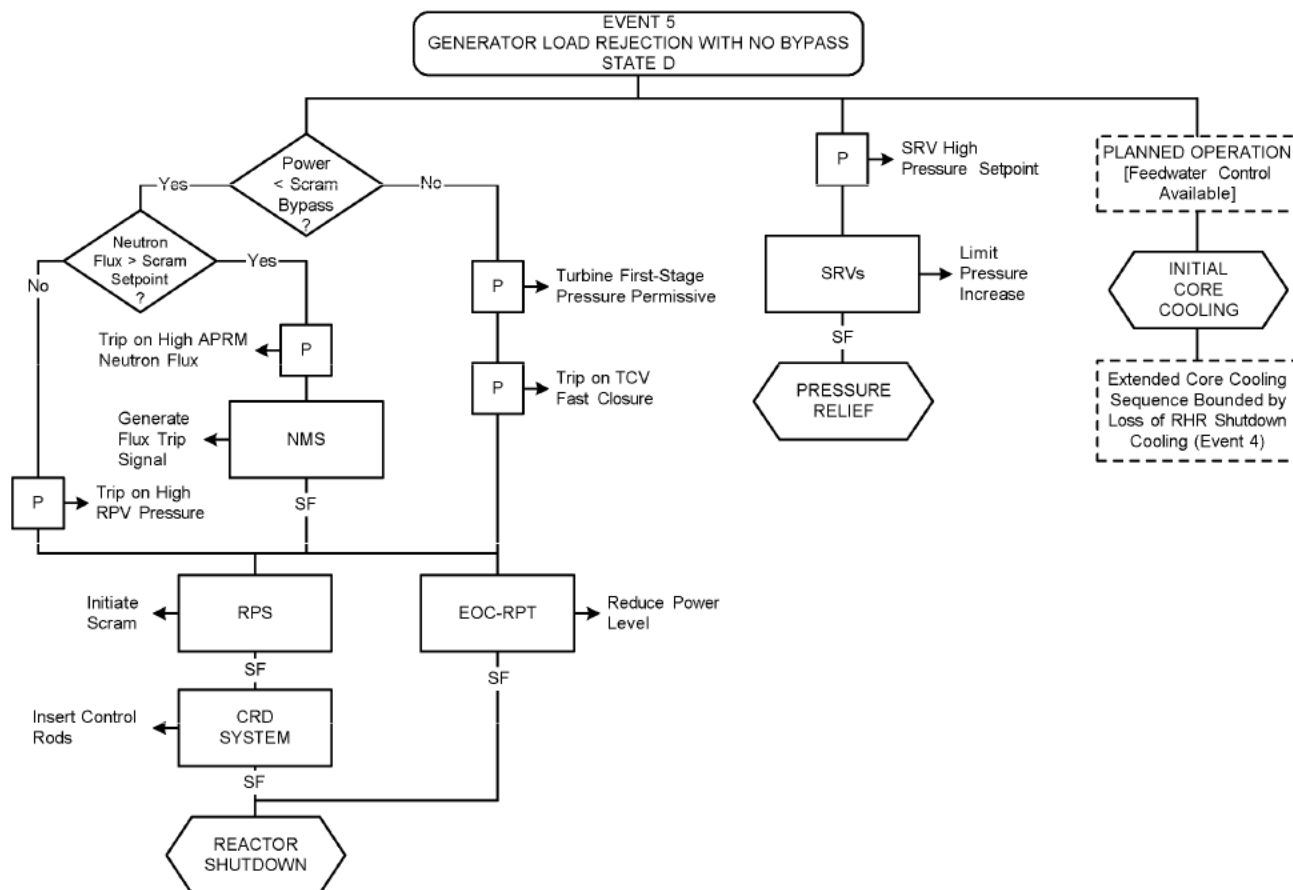 EVENT 5
GENERATOR LOAD REJECTION WITH NO BYPASS
STATE D
Power
< Scram
Bypass
?
Yes
No
Neutron
Flux > Scram
Setpoint
?
No
Yes
P
Trip on High APRM
Neutron Flux
NMS
Generate
Flux Trip
Signal
SF
P
Trip on High
RPV Pressure
P
Turbine First-Stage
Pressure Permissive
P
Trip on TCV
Fast Closure
RPS
Initiate
Scram
SF
CRD
SYSTEM
Insert Control
Rods
SF
EOC-RPT
Reduce Power
Level
SF
REACTOR
SHUTDOWN
P
SRV High
Pressure Setpoint
SRVs
Limit
Pressure
Increase
SF
PRESSURE
RELIEF
PLANNED OPERATION
[Feedwater Control
Available]
INITIAL
CORE
COOLING
Extended Core Cooling
Sequence Bounded by
Loss of RHR Shutdown
Cooling (Event 4)